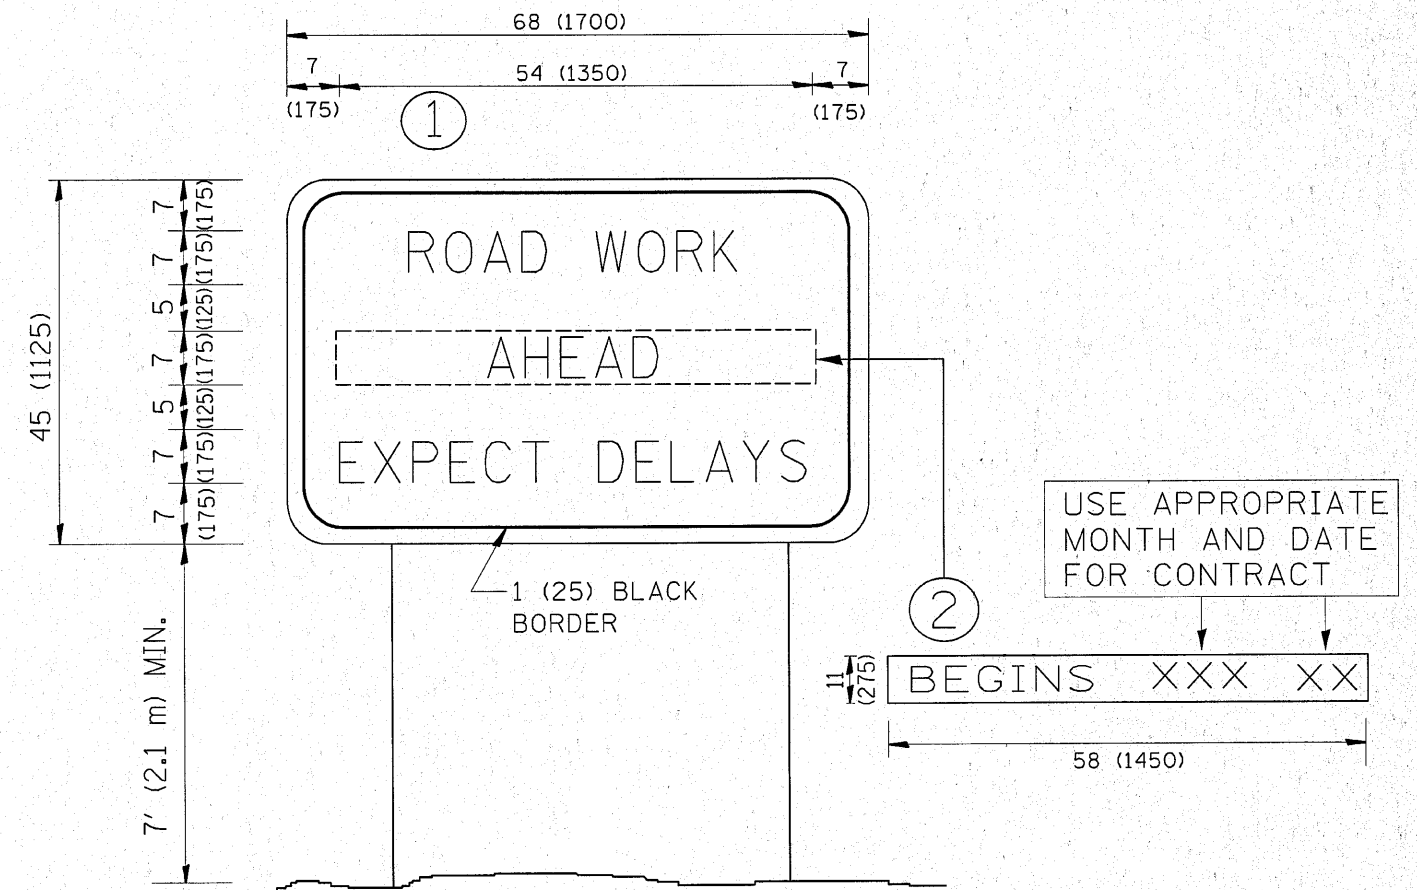 68 (1700)
7
54 (1350)
7
(175)
(175)
1
45 (1125)
7
(175)
7
(175)
5
(125)
7
(175)
5
(125)
7
(175)
7
(175)
ROAD WORK
AHEAD
EXPECT DELAYS
1 (25) BLACK
BORDER
7' (2.1 m) MIN.
USE APPROPRIATE
MONTH AND DATE
FOR CONTRACT
2
11
(275)
BEGINS XXX XX
58 (1450)